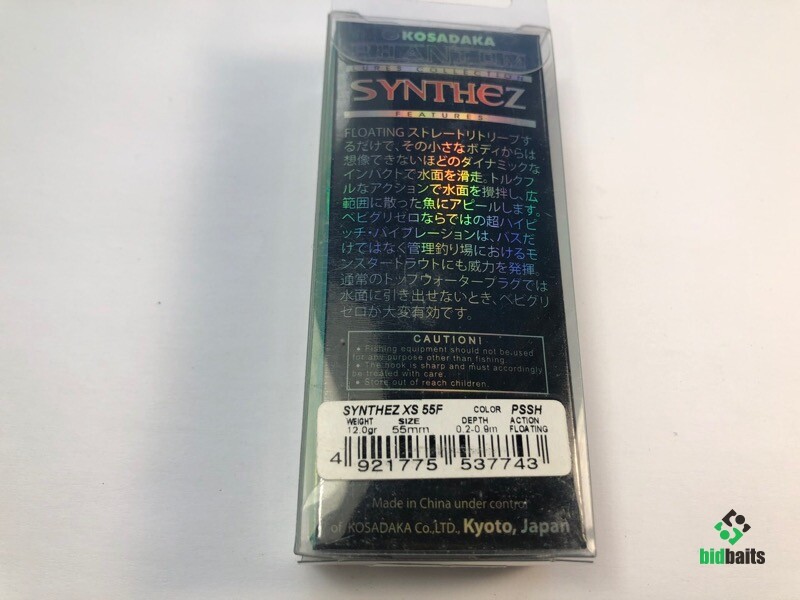 KOSADAKA
PHANTOM
LURES COLLECTION
SYNTHEZ
FEATURES
FLOATING ストレートリトリーブす
るだけで、その小さなボディからは
想像できないほどのダイナミックな
インパクトで水面を滑走。トルクフ
ルなアクションで水面を攪拌し、広
範囲に散った魚にアピールします。
ベビグリゼロならではの超ハイピ
ッチ・バイブレーションは、バスだ
けではなく管理釣り場におけるモ
ンスタートラウトにも威力を発揮。
通常のトップウォータープラグでは
水面に引き出せないとき、ベビグリ
ゼロが大変有効です。
CAUTION!
● Fishing equipment should not be used
for any purpose other than fishing.
● The hook is sharp and must accordingly
be treated with care.
● Store out of reach children.
SYNTHEZ XS 55F COLOR PSSH
WEIGHT SIZE DEPTH ACTION
12.0gr 55mm 0.2-0.9m FLOATING
4 921775 537743
Made in China under control
of KOSADAKA Co.,LTD., Kyoto, Japan
bidbaits